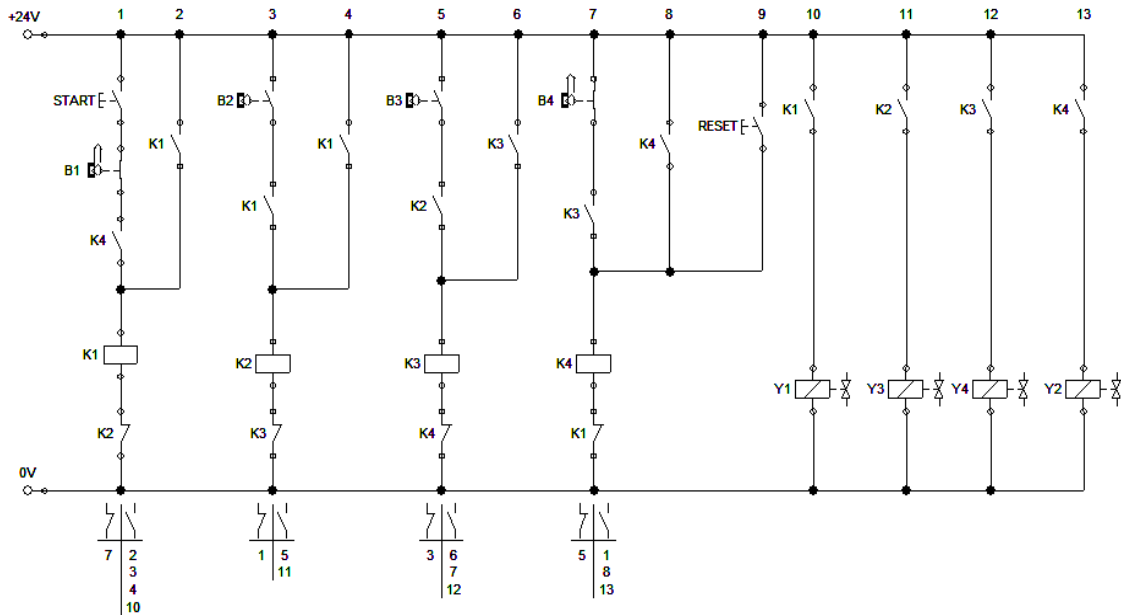 1 2 3 4 5 6 7 8 9 10 11 12 13
+24V
START B2 B3 B4
K1 K1 K3 K4 RESET K1 K2 K3 K4
B1
K1 K2 K3
K4
K1 K2 K3 K4
Y1 Y3 Y4 Y2
K2 K3 K4 K1
0V
7 2 1 5 3 6 5 1
3 11 7 8
4 12 13
10